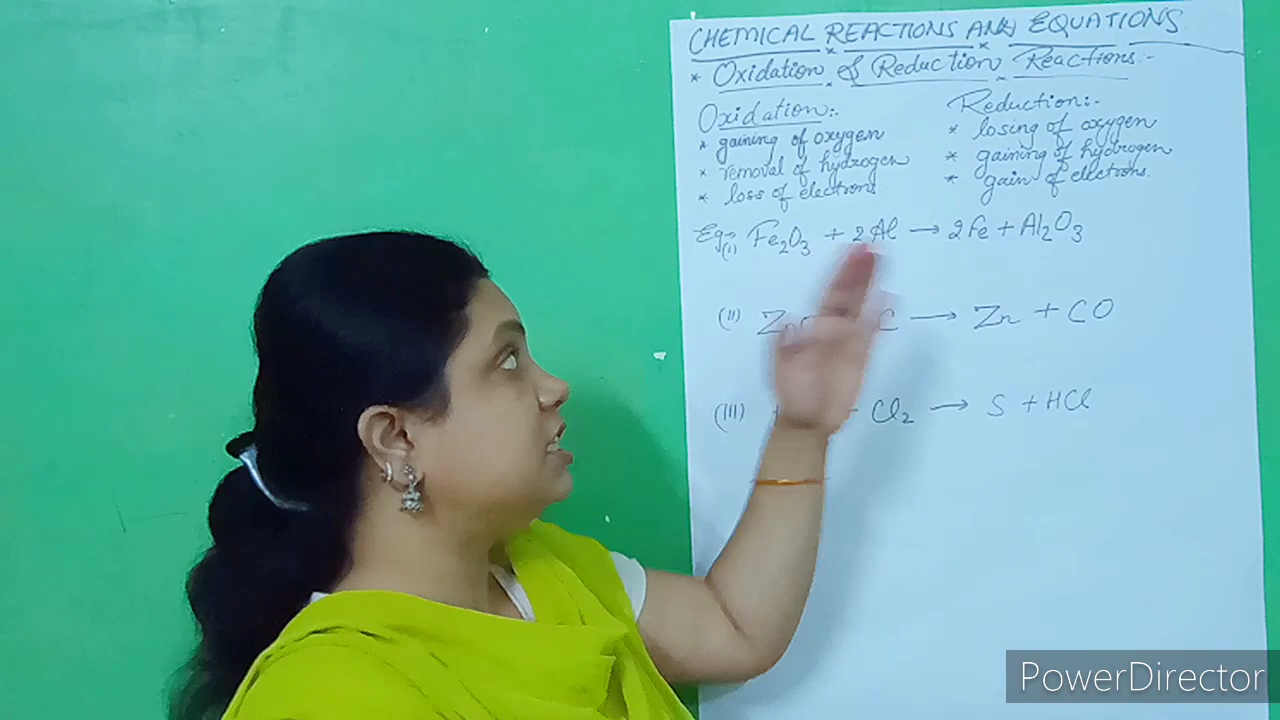 CHEMICAL REACTIONS AND EQUATIONS
* Oxidation & Reduction Reactions:-
Oxidation:-
* gaining of oxygen
* removal of hydrogen
* loss of electrons.
Reduction:-
* losing of oxygen
* gaining of hydrogen
* gain of electrons.
Eg:- (i) Fe₂O₃ + 2Al → 2Fe + Al₂O₃
(II) C → Zn + CO
(III) Cl₂ → S + HCl
PowerDirector